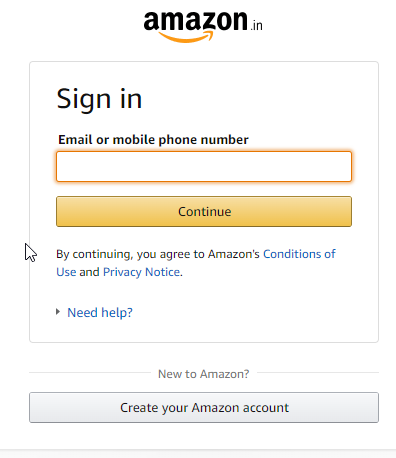 amazon.in
Sign in
Email or mobile phone number
Continue
By continuing, you agree to Amazon's Conditions of
Use and Privacy Notice.
Need help?
New to Amazon?
Create your Amazon account